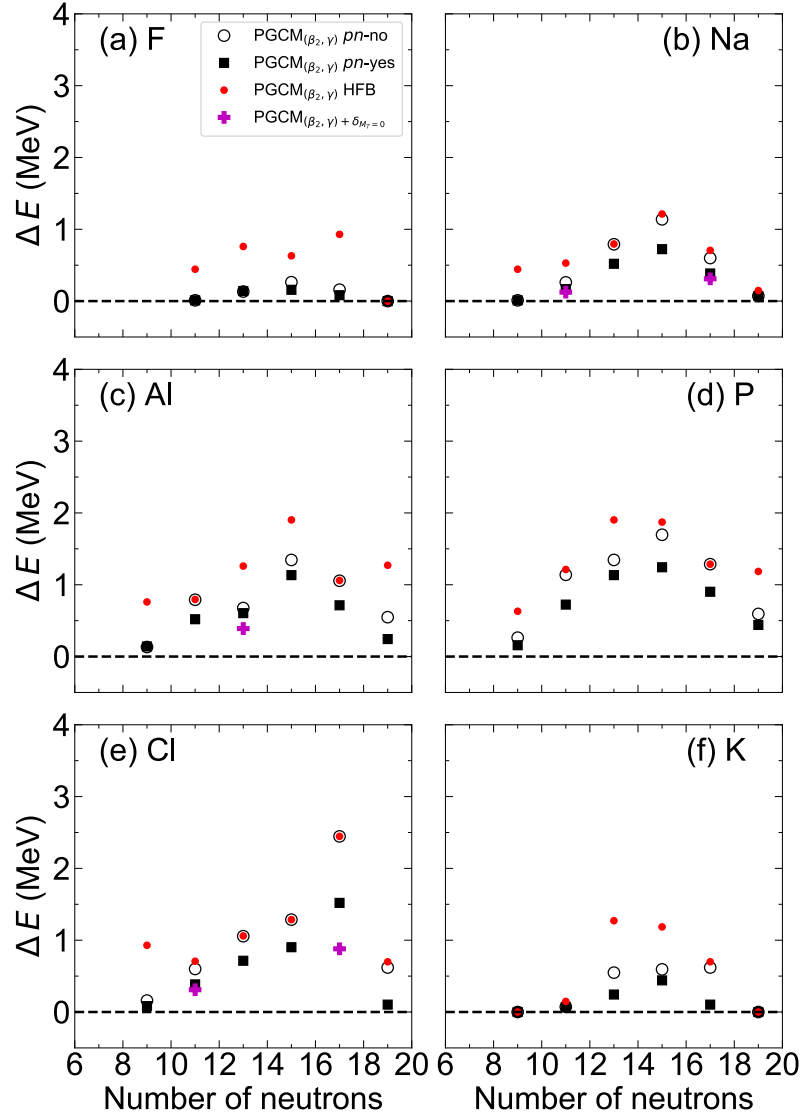 (a) F
PGCM(β₂, γ) pn-no
PGCM(β₂, γ) pn-yes
PGCM(β₂, γ) HFB
PGCM(β₂, γ) + δ_{M_T=0}
(b) Na
4
3
2
1
0
ΔE (MeV)
(c) Al
(d) P
4
3
2
1
0
ΔE (MeV)
(e) Cl
(f) K
4
3
2
1
0
ΔE (MeV)
6 8 10 12 14 16 18 20
6 8 10 12 14 16 18 20
Number of neutrons
Number of neutrons